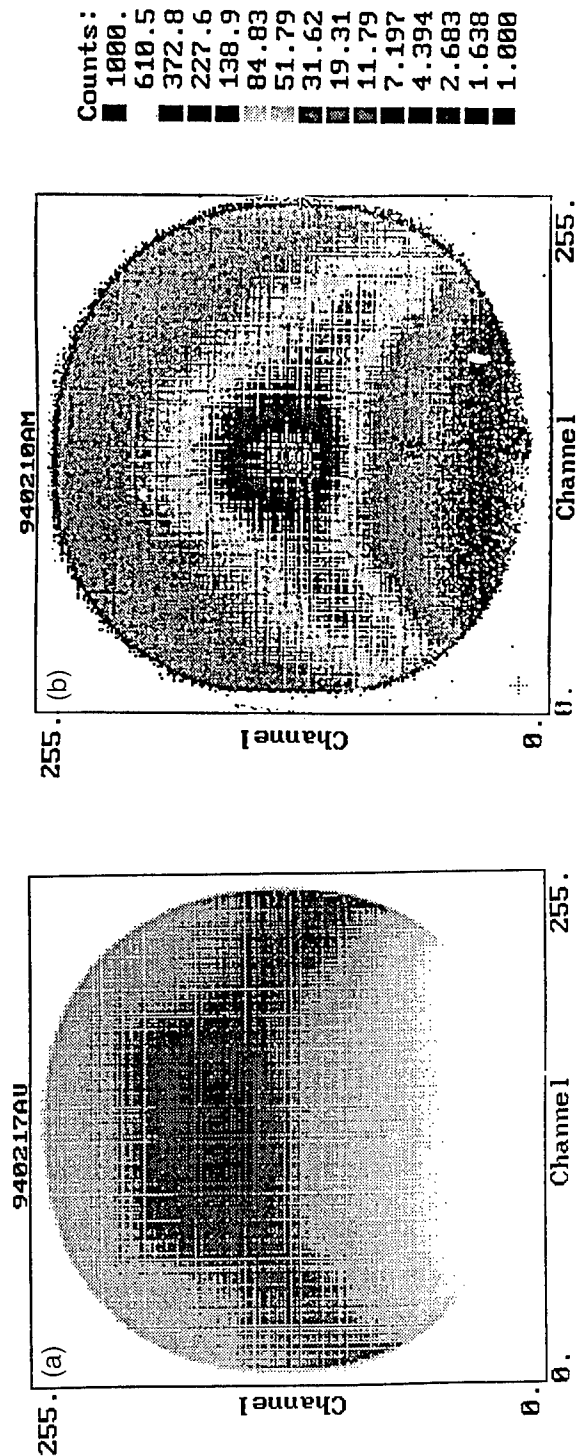 940217AU
(a)
255.
Channel
0.
0.
Channel
255.
940210AM
(b)
255.
Channel
0.
0.
Channel
255.
Counts:
1000.
610.5
372.8
227.6
138.9
84.83
51.79
31.62
19.31
11.79
7.197
4.394
2.683
1.638
1.000